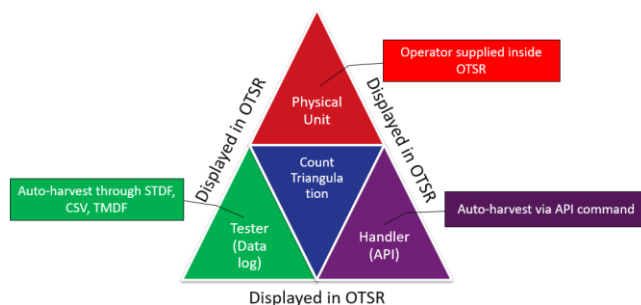 Operator supplied inside
OTSR
Displayed in OTSR
Displayed in OTSR
Physical
Unit
Count
Triangula
tion
Auto-harvest through STDF,
CSV, TMDF
Tester
(Data
log)
Handler
(API)
Auto-harvest via API command
Displayed in OTSR